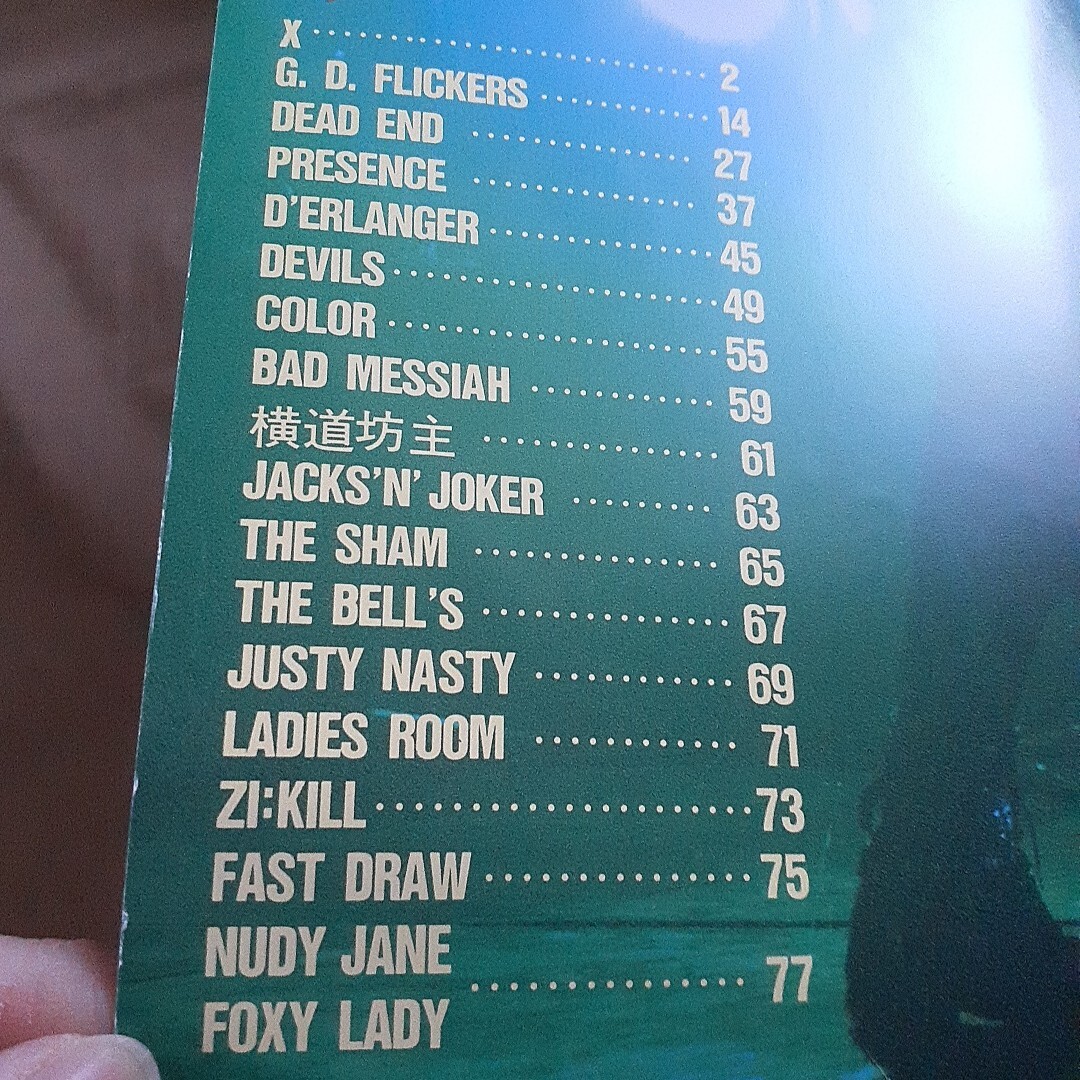 X ························ 2
G. D. FLICKERS ············ 14
DEAD END ·············· 27
PRESENCE ·············· 37
D'ERLANGER ·············· 45
DEVILS ···················· 49
COLOR ···················· 55
BAD MESSIAH ············ 59
横道坊主 ·············· 61
JACKS'N' JOKER ········· 63
THE SHAM ··············· 65
THE BELL'S ··············· 67
JUSTY NASTY ············ 69
LADIES ROOM ············ 71
ZI:KILL ······················· 73
FAST DRAW ················ 75
NUDY JANE
FOXY LADY ················ 77